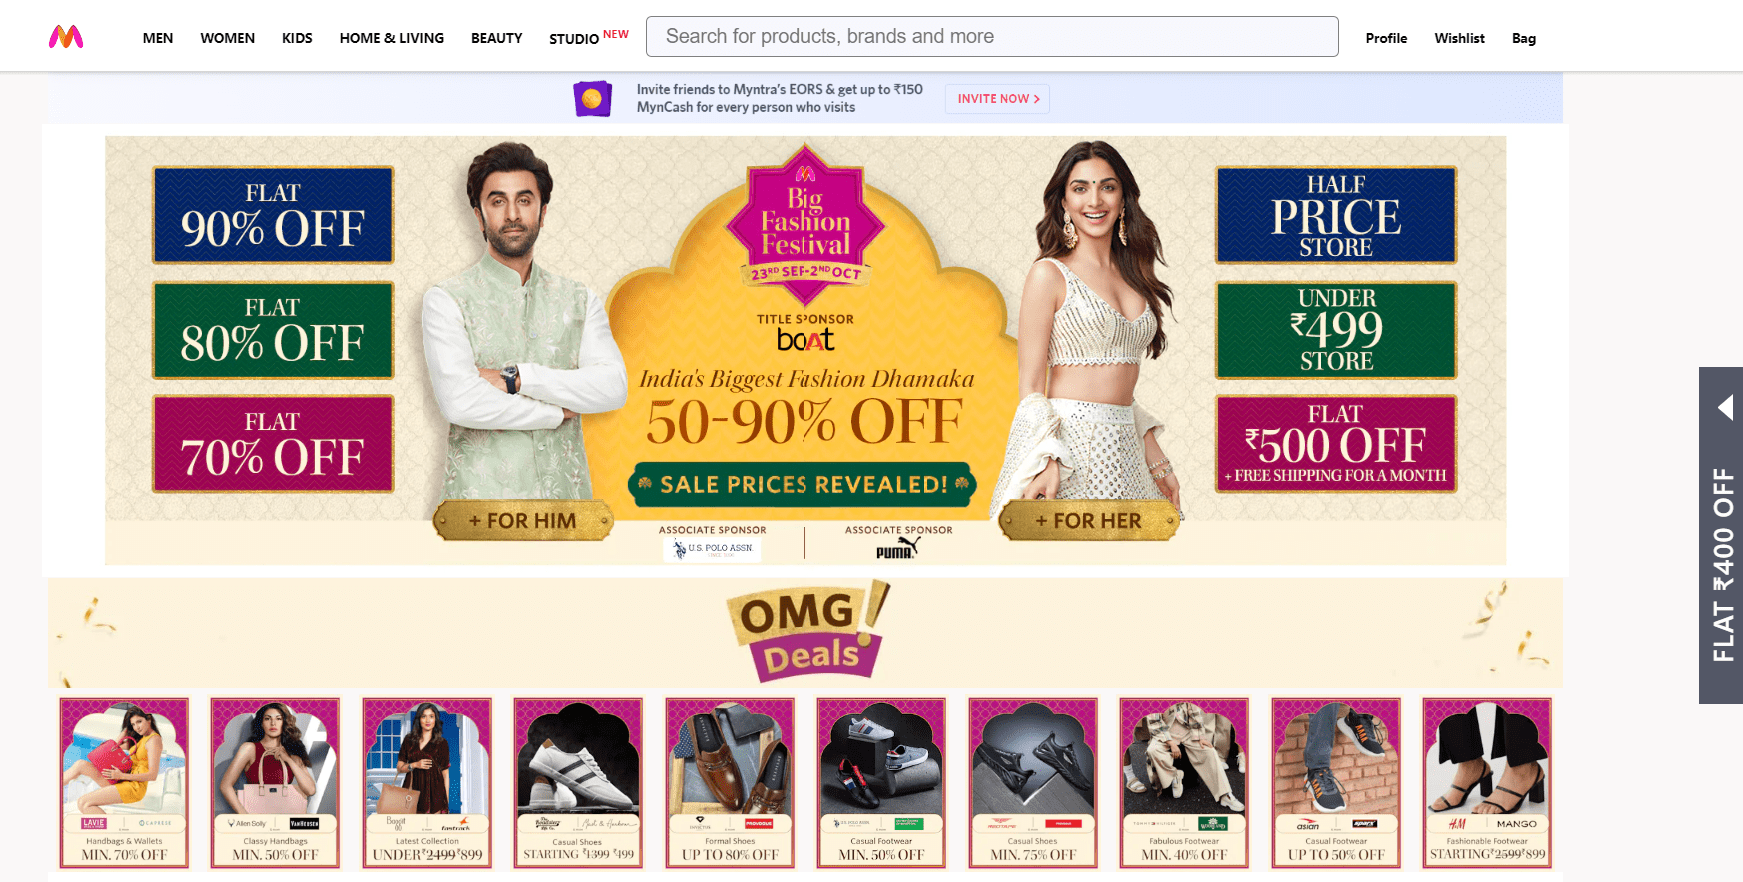 MEN WOMEN KIDS HOME & LIVING BEAUTY STUDIO NEW Search for products, brands and more Profile Wishlist Bag
Invite friends to Myntra's EORS & get up to ₹150
MynCash for every person who visits
INVITE NOW >
FLAT
90% OFF
FLAT
80% OFF
FLAT
70% OFF
Big
Fashion
Festival
23RD SEP-2ND OCT
TITLE SPONSOR
boAt
India's Biggest Fashion Dhamaka
50-90% OFF
SALE PRICES REVEALED!
+ FOR HIM
+ FOR HER
ASSOCIATE SPONSOR
U.S. POLO ASSN.
ASSOCIATE SPONSOR
PUMA
HALF
PRICE
STORE
UNDER
₹499
STORE
FLAT
₹500 OFF
+ FREE SHIPPING FOR A MONTH
FLAT ₹400 OFF
OMG!
Deals
LAVIE CAPRESE
Handbags & Wallets
MIN. 70% OFF
Allen Solly VAN HEUSEN
Classy Handbags
MIN. 50% OFF
Baggit fastrack
Latest Collection
UNDER ₹2499 ₹899
Mast & Harbour
Casual Shoes
STARTING ₹1399 ₹499
PROVOGUE
Formal Shoes
UP TO 80% OFF
U.S. POLO ASSN.
Casual Footwear
MIN. 50% OFF
Casual Shoes
MIN. 75% OFF
TOMMY HILFIGER Woodland
Fabulous Footwear
MIN. 40% OFF
asian sparx
Casual Footwear
UP TO 50% OFF
H&M MANGO
Fashionable Footwear
STARTING ₹2599 ₹899